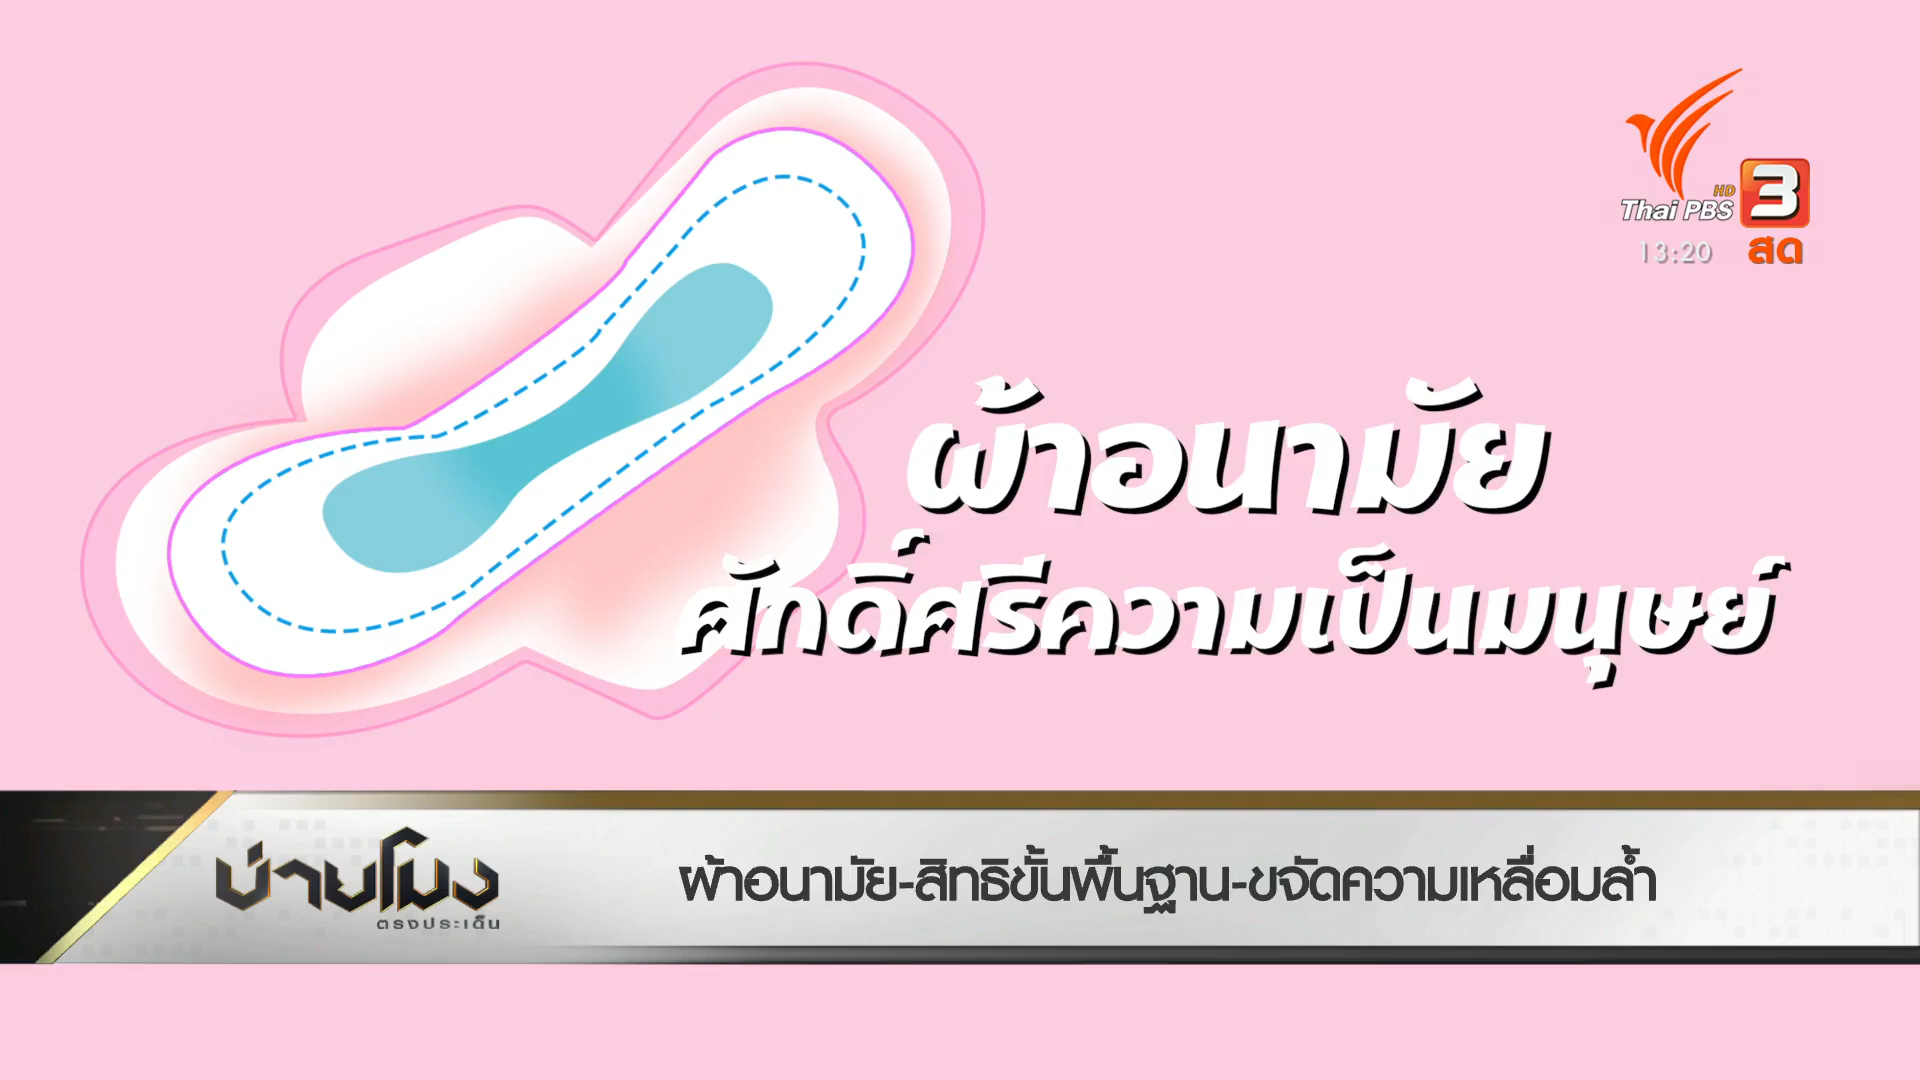 HD
Thai PBS 3
13:20 สด
ผ้าอนามัย
ศักดิ์ศรีความเป็นมนุษย์
บ่ายโมง
ตรงประเด็น
ผ้าอนามัย-สิทธิขั้นพื้นฐาน-ขจัดความเหลื่อมล้ำ